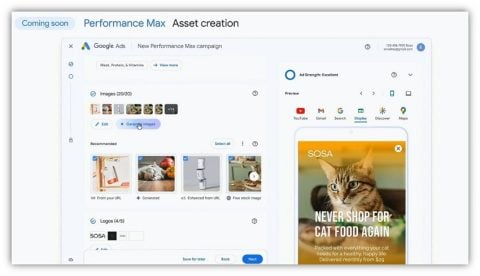 Coming soon
Performance Max Asset creation
Google Ads
New Performance Max campaign
Meat, Protein, & Vitamins
View more
Ad Strength: Excellent
Images (20/20)
Preview
Edit
Generate images
YouTube
Gmail
Search
Display
Discover
Maps
Recommended
Select all
From your URL
Generated
Enhanced from URL
Free stock image
Logos (4/5)
SOSA
Edit
Save for later
Back
Next
SOSA
NEVER SHOP FOR
CAT FOOD AGAIN
Packed with everything your cat
needs for a healthy, happy life.
Delivered monthly from